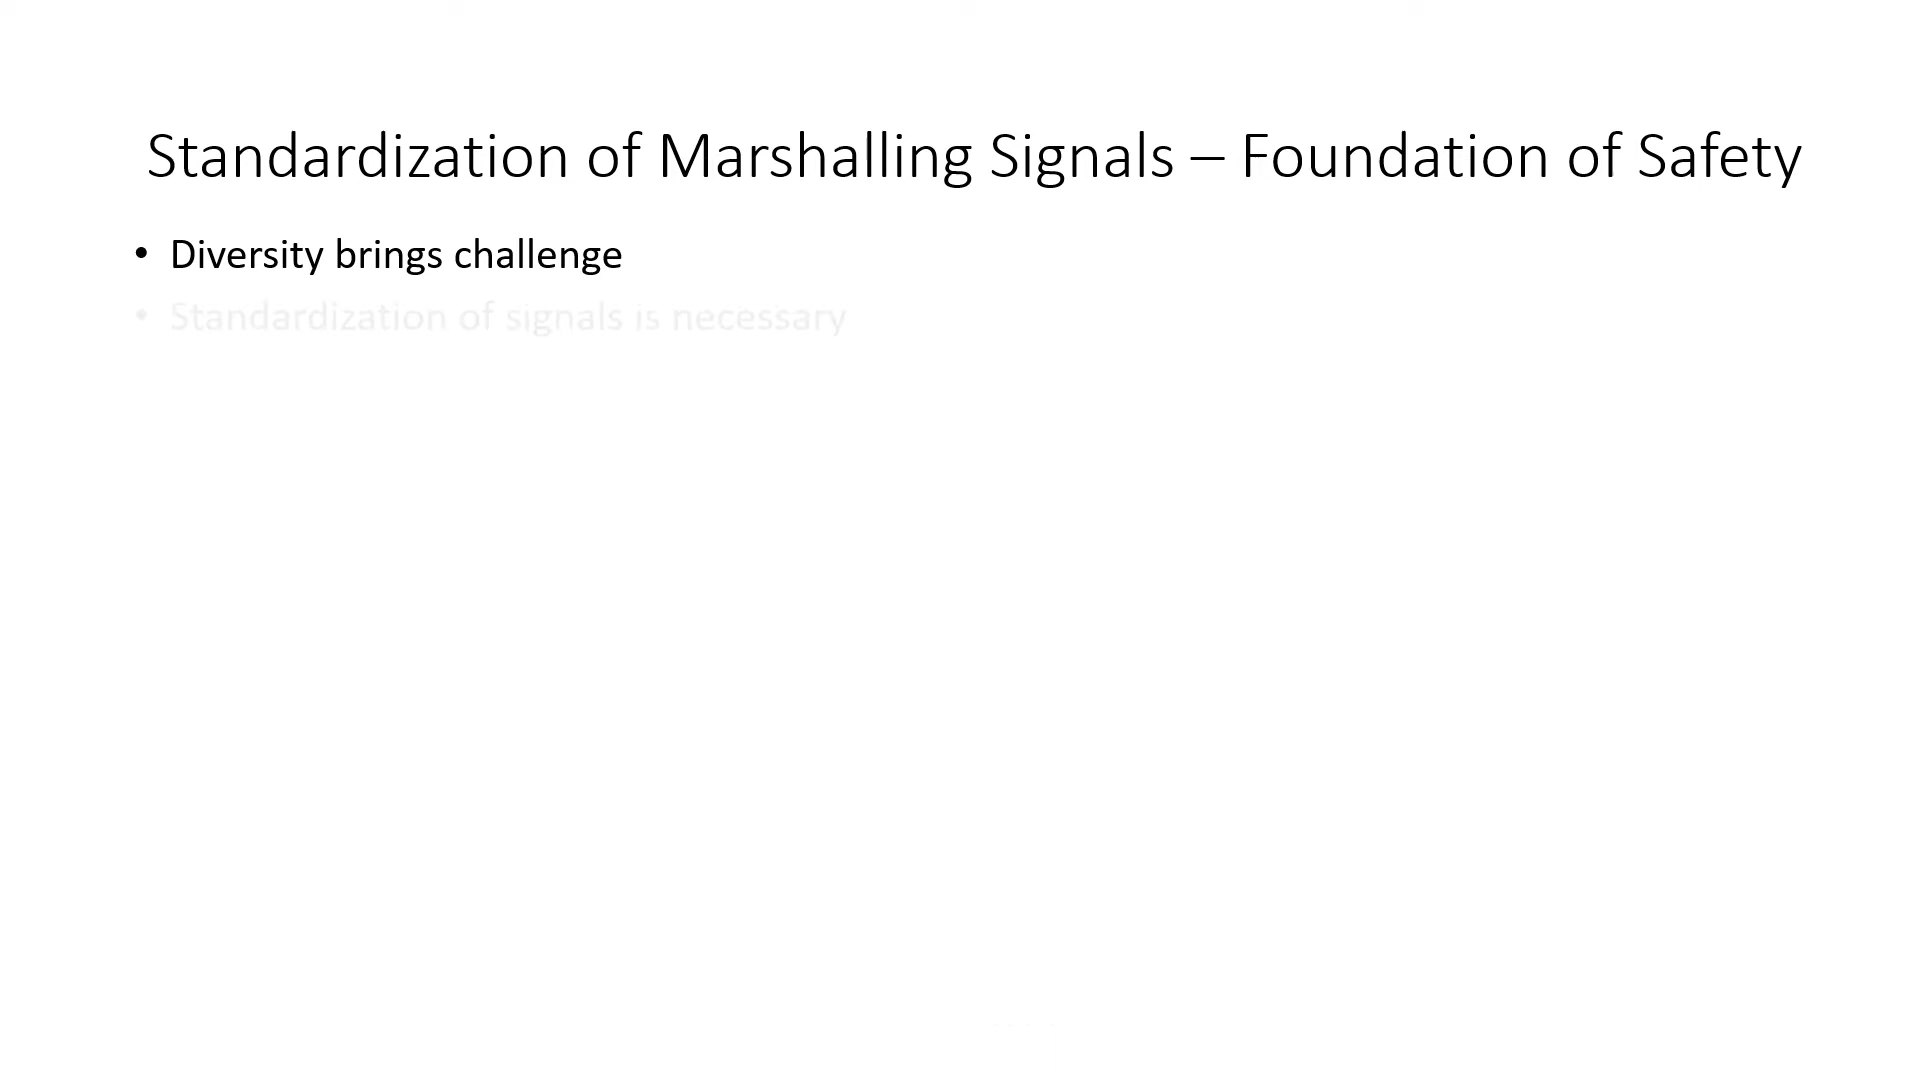 Standardization of Marshalling Signals – Foundation of Safety
• Diversity brings challenge
• Standardization of signals is necessary